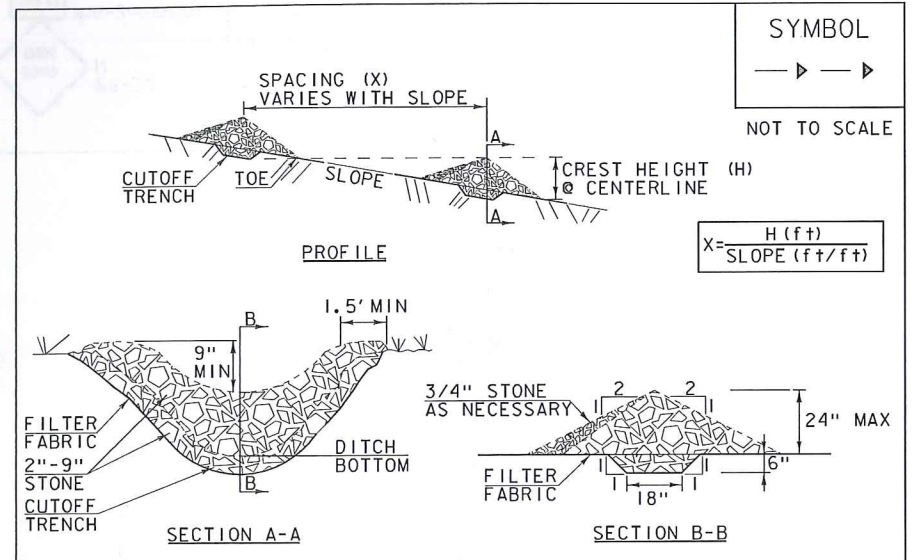 SYMBOL
NOT TO SCALE
SPACING (X)
VARIES WITH SLOPE
A
CUTOFF
TRENCH
TOE
SLOPE
CREST HEIGHT (H)
@ CENTERLINE
A
PROFILE
X= H (ft)
SLOPE (ft/ft)
B
1.5' MIN
9"
MIN
FILTER
FABRIC
2"-9"
STONE
CUTOFF
TRENCH
DITCH
BOTTOM
B
SECTION A-A
3/4" STONE
AS NECESSARY
2 2
1 1
24" MAX
FILTER
FABRIC
1 1
1 1
6"
18"
SECTION B-B